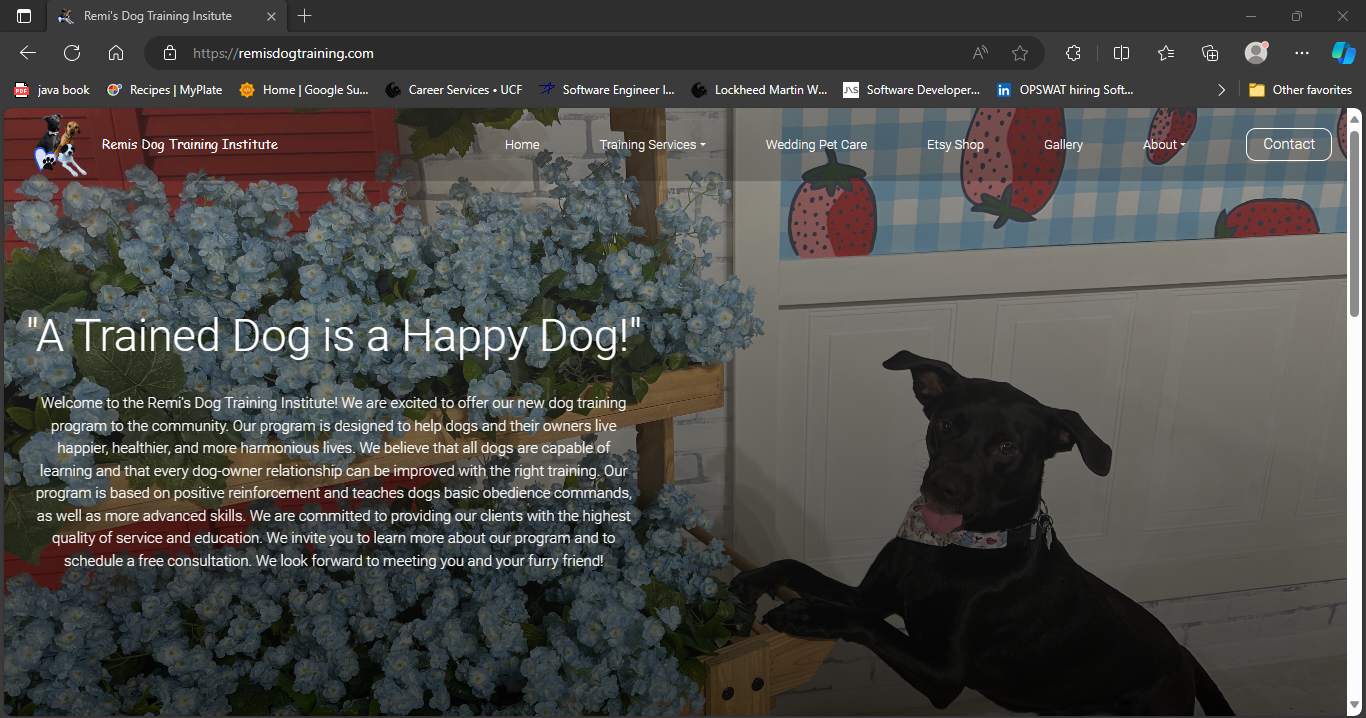 Remi's Dog Training Insitute
https://remisdogtraining.com
java book
Recipes | MyPlate
Home | Google Su...
Career Services • UCF
Software Engineer I...
Lockheed Martin W...
Software Developer...
OPSWAT hiring Soft...
Other favorites
Remis Dog Training Institute
Home
Training Services
Wedding Pet Care
Etsy Shop
Gallery
About
Contact
"A Trained Dog is a Happy Dog!"
Welcome to the Remi's Dog Training Institute! We are excited to offer our new dog training
program to the community. Our program is designed to help dogs and their owners live
happier, healthier, and more harmonious lives. We believe that all dogs are capable of
learning and that every dog-owner relationship can be improved with the right training. Our
program is based on positive reinforcement and teaches dogs basic obedience commands,
as well as more advanced skills. We are committed to providing our clients with the highest
quality of service and education. We invite you to learn more about our program and to
schedule a free consultation. We look forward to meeting you and your furry friend!